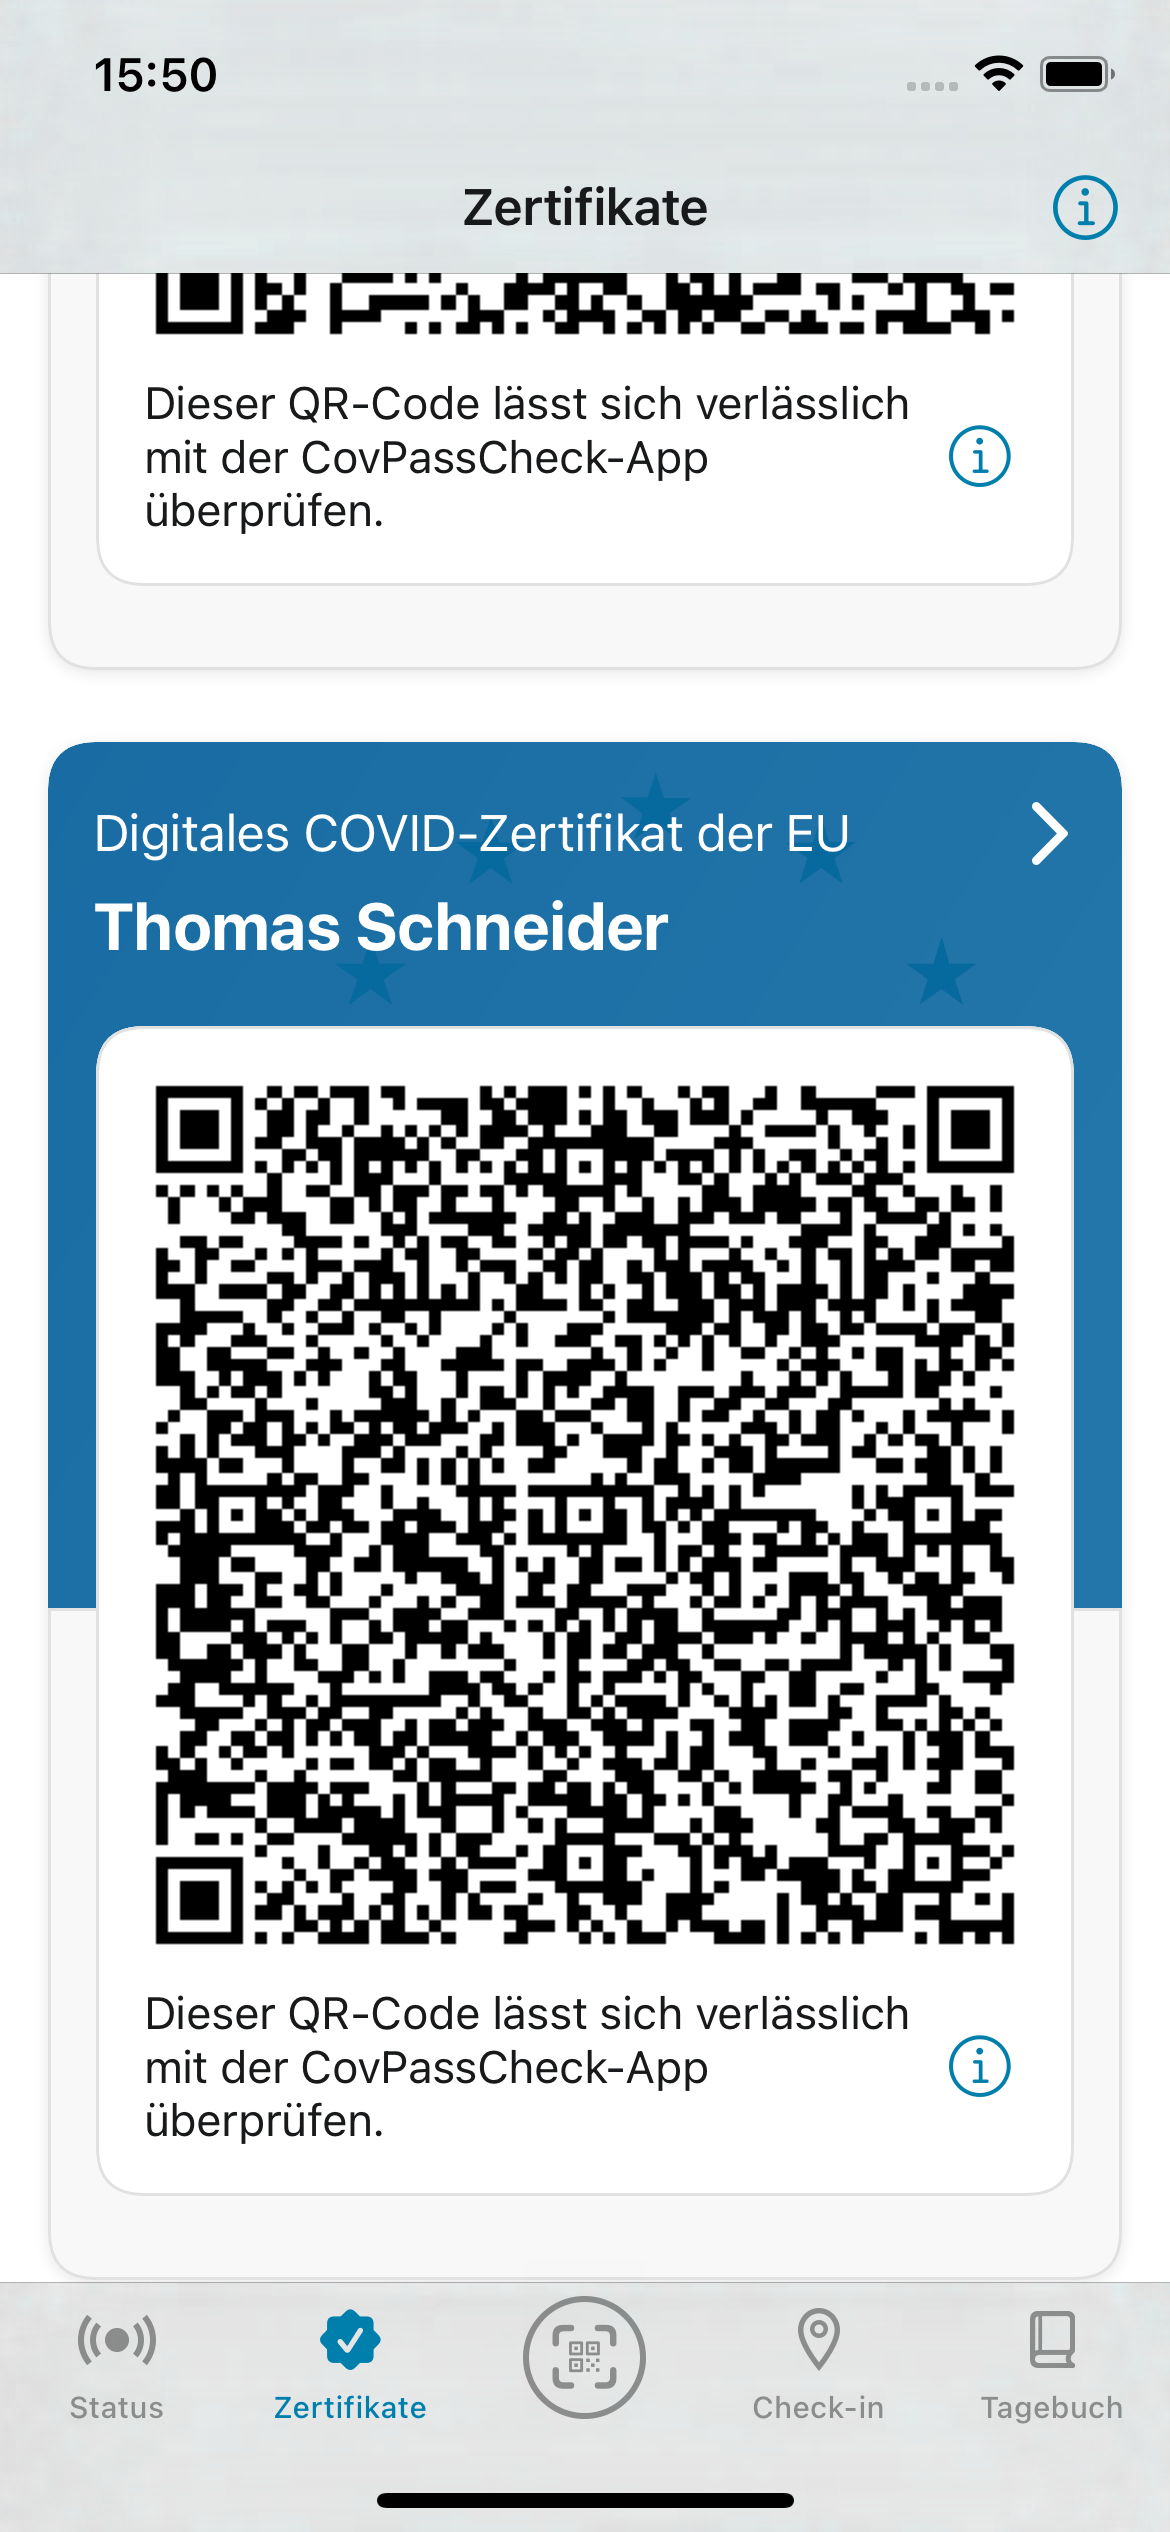 15:50
Zertifikate
Dieser QR-Code lässt sich verlässlich
mit der CovPassCheck-App
überprüfen.
Digitales COVID-Zertifikat der EU
Thomas Schneider
Dieser QR-Code lässt sich verlässlich
mit der CovPassCheck-App
überprüfen.
Status
Zertifikate
Check-in
Tagebuch